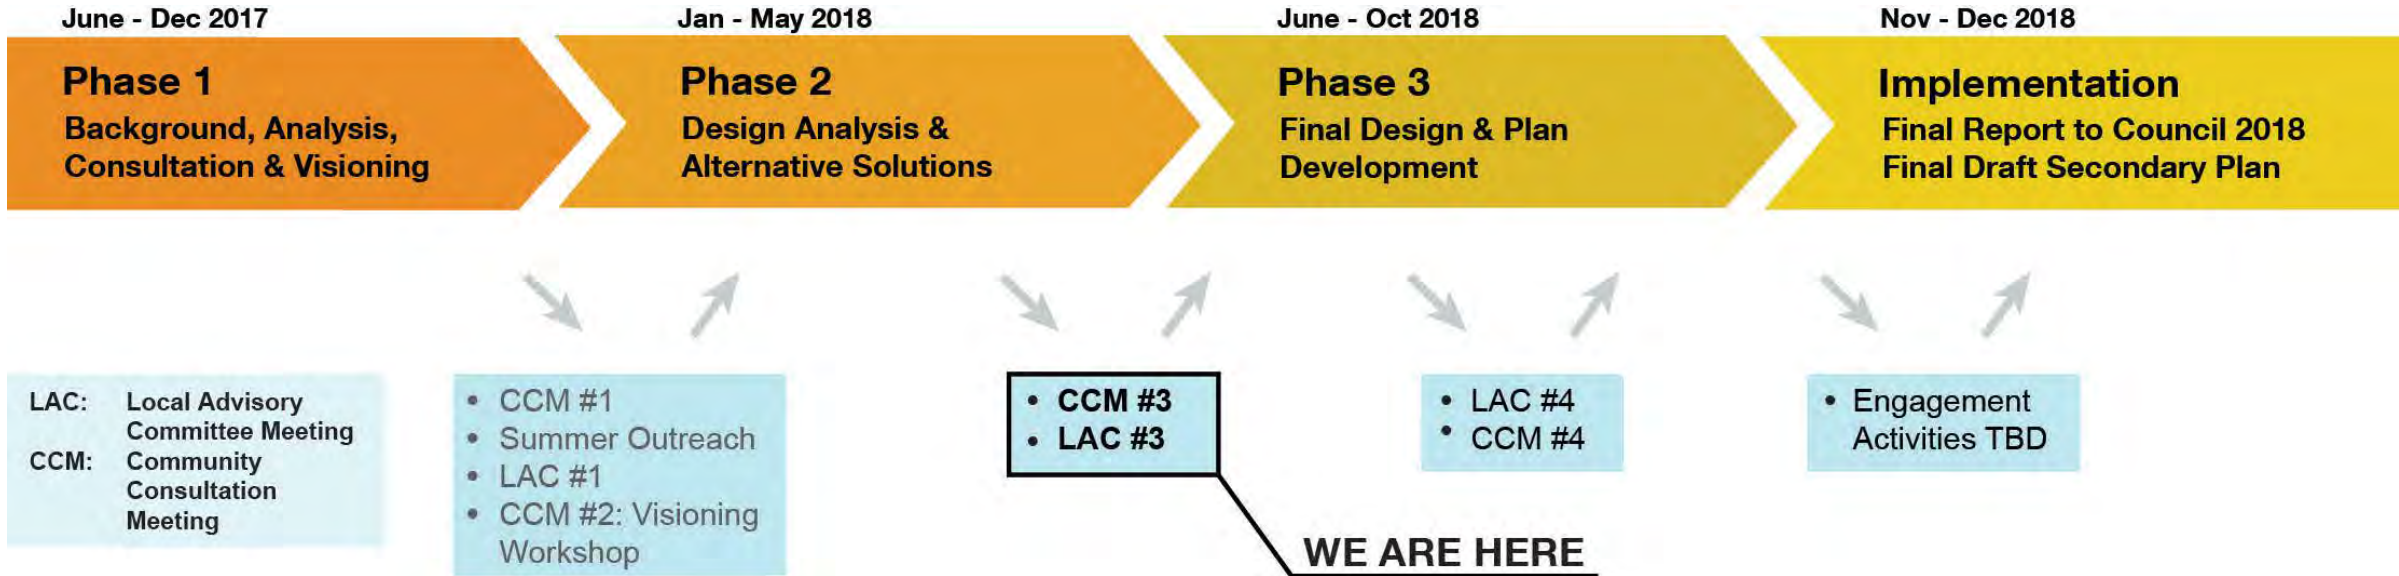 June - Dec 2017
Jan - May 2018
June - Oct 2018
Nov - Dec 2018
Phase 1
Background, Analysis,
Consultation & Visioning
Phase 2
Design Analysis &
Alternative Solutions
Phase 3
Final Design & Plan
Development
Implementation
Final Report to Council 2018
Final Draft Secondary Plan
LAC: Local Advisory
Committee Meeting
CCM: Community
Consultation
Meeting
• CCM #1
• Summer Outreach
• LAC #1
• CCM #2: Visioning
Workshop
• CCM #3
• LAC #3
WE ARE HERE
• LAC #4
• CCM #4
• Engagement
Activities TBD